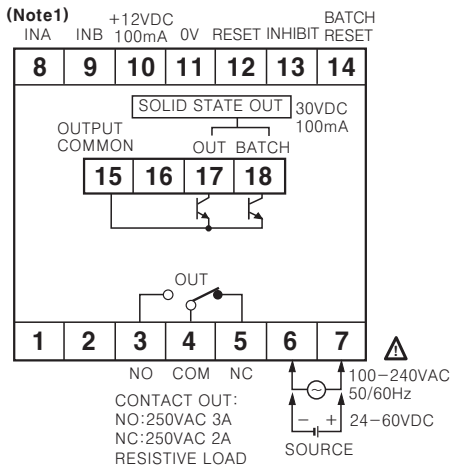 (Note1)
INA INB +12VDC 100mA 0V RESET INHIBIT BATCH RESET
8 9 10 11 12 13 14
SOLID STATE OUT 30VDC 100mA
OUTPUT COMMON OUT BATCH
15 16 17 18
OUT
1 2 3 4 5 6 7
NO COM NC
100-240VAC
50/60Hz
CONTACT OUT:
NO:250VAC 3A
NC:250VAC 2A
RESISTIVE LOAD
− + 24-60VDC
SOURCE